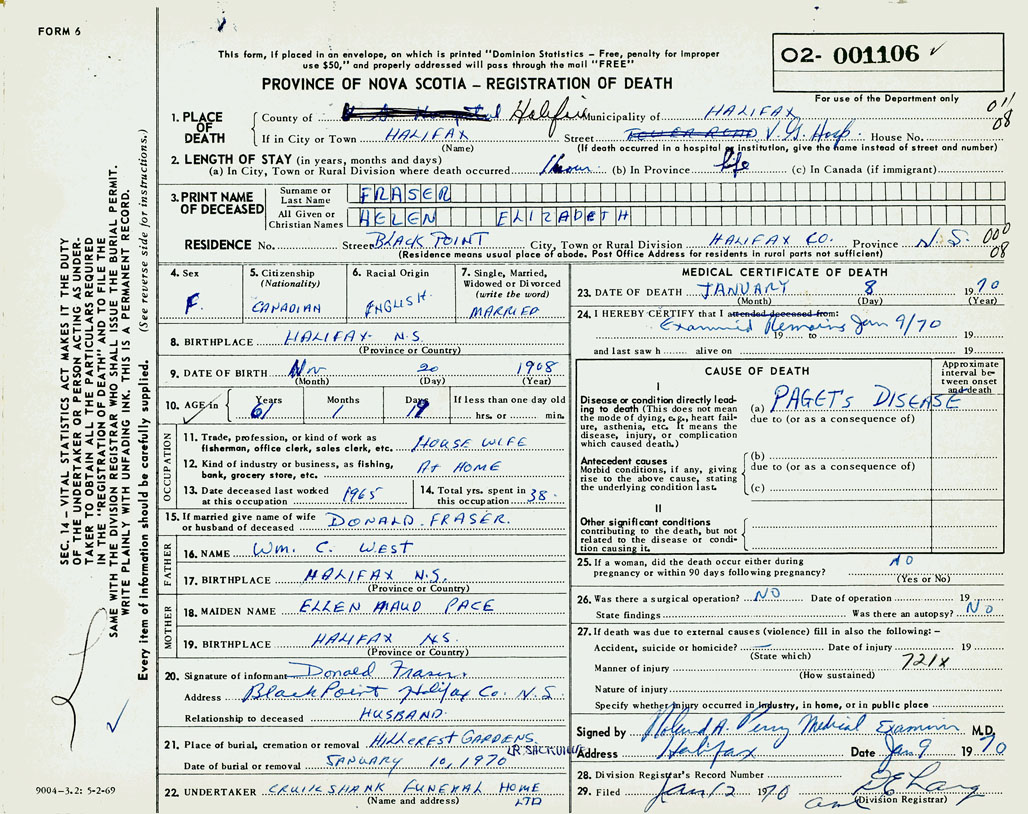 FORM 6
This form, if placed in an envelope, on which is printed "Dominion Statistics – Free, penalty for improper
use $50," and properly addressed will pass through the mail "FREE"
O2- 001106 ✓
PROVINCE OF NOVA SCOTIA – REGISTRATION OF DEATH
For use of the Department only
1. PLACE OF DEATH
County of Halifax Municipality of HALIFAX 011 08
If in City or Town HALIFAX Street V.G. Hosp. House No.
(Name) (If death occurred in a hospital or institution, give the name instead of street and number)
2. LENGTH OF STAY (in years, months and days)
(a) In City, Town or Rural Division where death occurred 1 hour (b) In Province life (c) In Canada (if immigrant)
3. PRINT NAME OF DECEASED
Surname or Last Name FRASER
All Given or Christian Names HELEN ELIZABETH
RESIDENCE No. Street BLACK POINT City, Town or Rural Division HALIFAX CO. Province N.S. 000 08
(Residence means usual place of abode. Post Office Address for residents in rural parts not sufficient)
4. Sex F.
5. Citizenship (Nationality) CANADIAN
6. Racial Origin ENGLISH
7. Single, Married, Widowed or Divorced (write the word) MARRIED
8. BIRTHPLACE HALIFAX N.S.
(Province or Country)
9. DATE OF BIRTH Nov 20 1908
(Month) (Day) (Year)
10. AGE in Years 61 Months 1 Days 19 If less than one day old hrs. or min.
OCCUPATION
11. Trade, profession, or kind of work as fisherman, office clerk, sales clerk, etc. HOUSE WIFE
12. Kind of industry or business, as fishing, bank, grocery store, etc. AT HOME
13. Date deceased last worked at this occupation 1965
14. Total yrs. spent in this occupation 38
15. If married give name of wife or husband of deceased DONALD FRASER.
FATHER
16. NAME WM. C. WEST
17. BIRTHPLACE HALIFAX N.S.
(Province or Country)
MOTHER
18. MAIDEN NAME ELLEN MAUD PACE
19. BIRTHPLACE HALIFAX N.S.
(Province or Country)
20. Signature of informant Donald Fraser.
Address Black Point Halifax Co. N.S.
Relationship to deceased HUSBAND
21. Place of burial, cremation or removal HILLCREST GARDENS LR. SACKVILLE
Date of burial or removal JANUARY 10, 1970
22. UNDERTAKER CRUIKSHANK FUNERAL HOME LTD
(Name and address)
MEDICAL CERTIFICATE OF DEATH
23. DATE OF DEATH JANUARY 8 1970
(Month) (Day) (Year)
24. I HEREBY CERTIFY that I attended deceased from:
Examined Remains Jan 9/70
19 to 19
and last saw h alive on 19
CAUSE OF DEATH
Approximate interval between onset and death
I
Disease or condition directly leading to death (This does not
mean the mode of dying, e.g., heart failure, asthenia, etc. It means the
disease, injury, or complication which caused death.)
(a) PAGETs DISEASE
due to (or as a consequence of)
Antecedent causes
Morbid conditions, if any, giving rise to the above cause, stating
the underlying condition last.
(b)
due to (or as a consequence of)
(c)
II
Other significant conditions
contributing to the death, but not related to the disease or condition causing it.
25. If a woman, did the death occur either during
pregnancy or within 90 days following pregnancy? NO
(Yes or No)
26. Was there a surgical operation? NO Date of operation 19
State findings Was there an autopsy? NO
27. If death was due to external causes (violence) fill in also the following: –
Accident, suicide or homicide? — Date of injury 19
(State which) 721x
Manner of injury
(How sustained)
Nature of injury
Specify whether injury occurred in industry, in home, or in public place
Signed by Roland A. Perry Medical Examiner M.D.
Address Halifax Date Jan 9 1970
28. Division Registrar's Record Number
29. Filed Jan 12 1970
(Division Registrar)
SEC. 14 – VITAL STATISTICS ACT MAKES IT THE DUTY
OF THE UNDERTAKER OR PERSON ACTING AS UNDER-
TAKER TO OBTAIN ALL THE PARTICULARS REQUIRED
IN THE "REGISTRATION OF DEATH" AND TO FILE THE
SAME WITH THE DIVISION REGISTRAR WHO SHALL ISSUE THE BURIAL PERMIT.
WRITE PLAINLY WITH UNFADING INK. THIS IS A PERMANENT RECORD.
Every item of information should be carefully supplied. (See reverse side for instructions.)
9004-3.2: 5-2-69